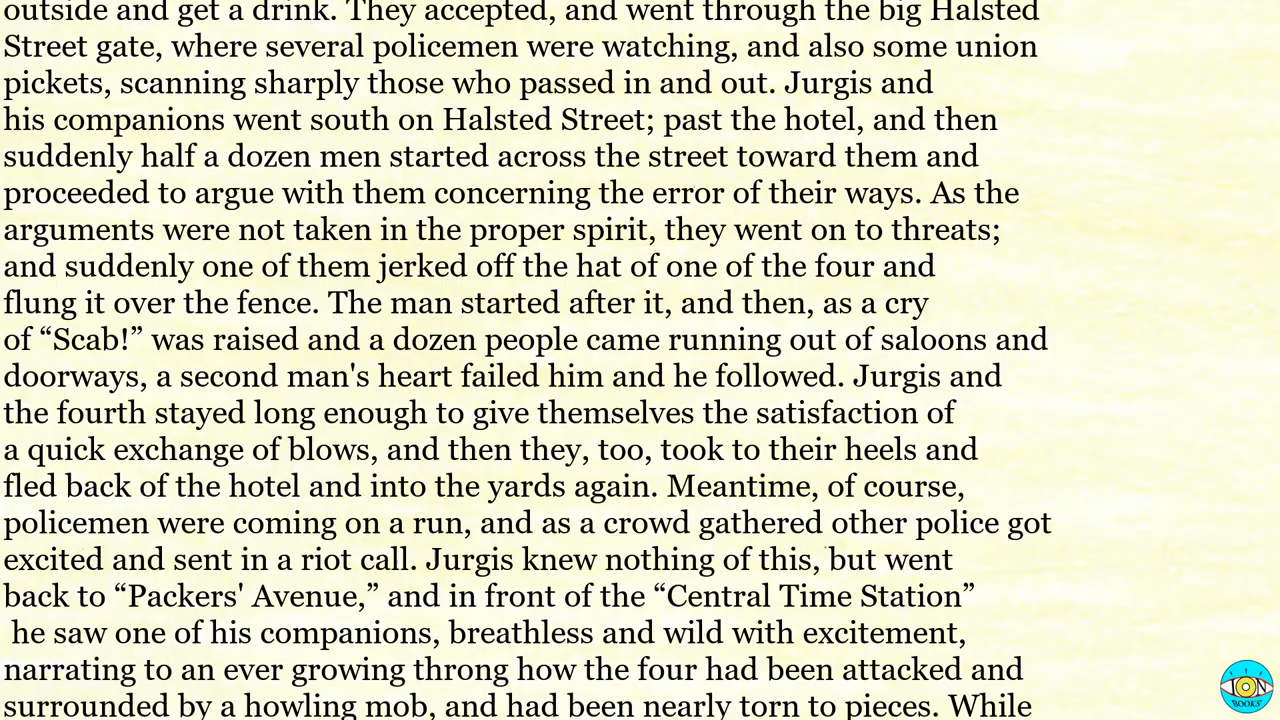 outside and get a drink. They accepted, and went through the big Halsted
Street gate, where several policemen were watching, and also some union
pickets, scanning sharply those who passed in and out. Jurgis and
his companions went south on Halsted Street; past the hotel, and then
suddenly half a dozen men started across the street toward them and
proceeded to argue with them concerning the error of their ways. As the
arguments were not taken in the proper spirit, they went on to threats;
and suddenly one of them jerked off the hat of one of the four and
flung it over the fence. The man started after it, and then, as a cry
of “Scab!” was raised and a dozen people came running out of saloons and
doorways, a second man's heart failed him and he followed. Jurgis and
the fourth stayed long enough to give themselves the satisfaction of
a quick exchange of blows, and then they, too, took to their heels and
fled back of the hotel and into the yards again. Meantime, of course,
policemen were coming on a run, and as a crowd gathered other police got
excited and sent in a riot call. Jurgis knew nothing of this, but went
back to “Packers' Avenue,” and in front of the “Central Time Station”
he saw one of his companions, breathless and wild with excitement,
narrating to an ever growing throng how the four had been attacked and
surrounded by a howling mob, and had been nearly torn to pieces. While
ION
BOOKS